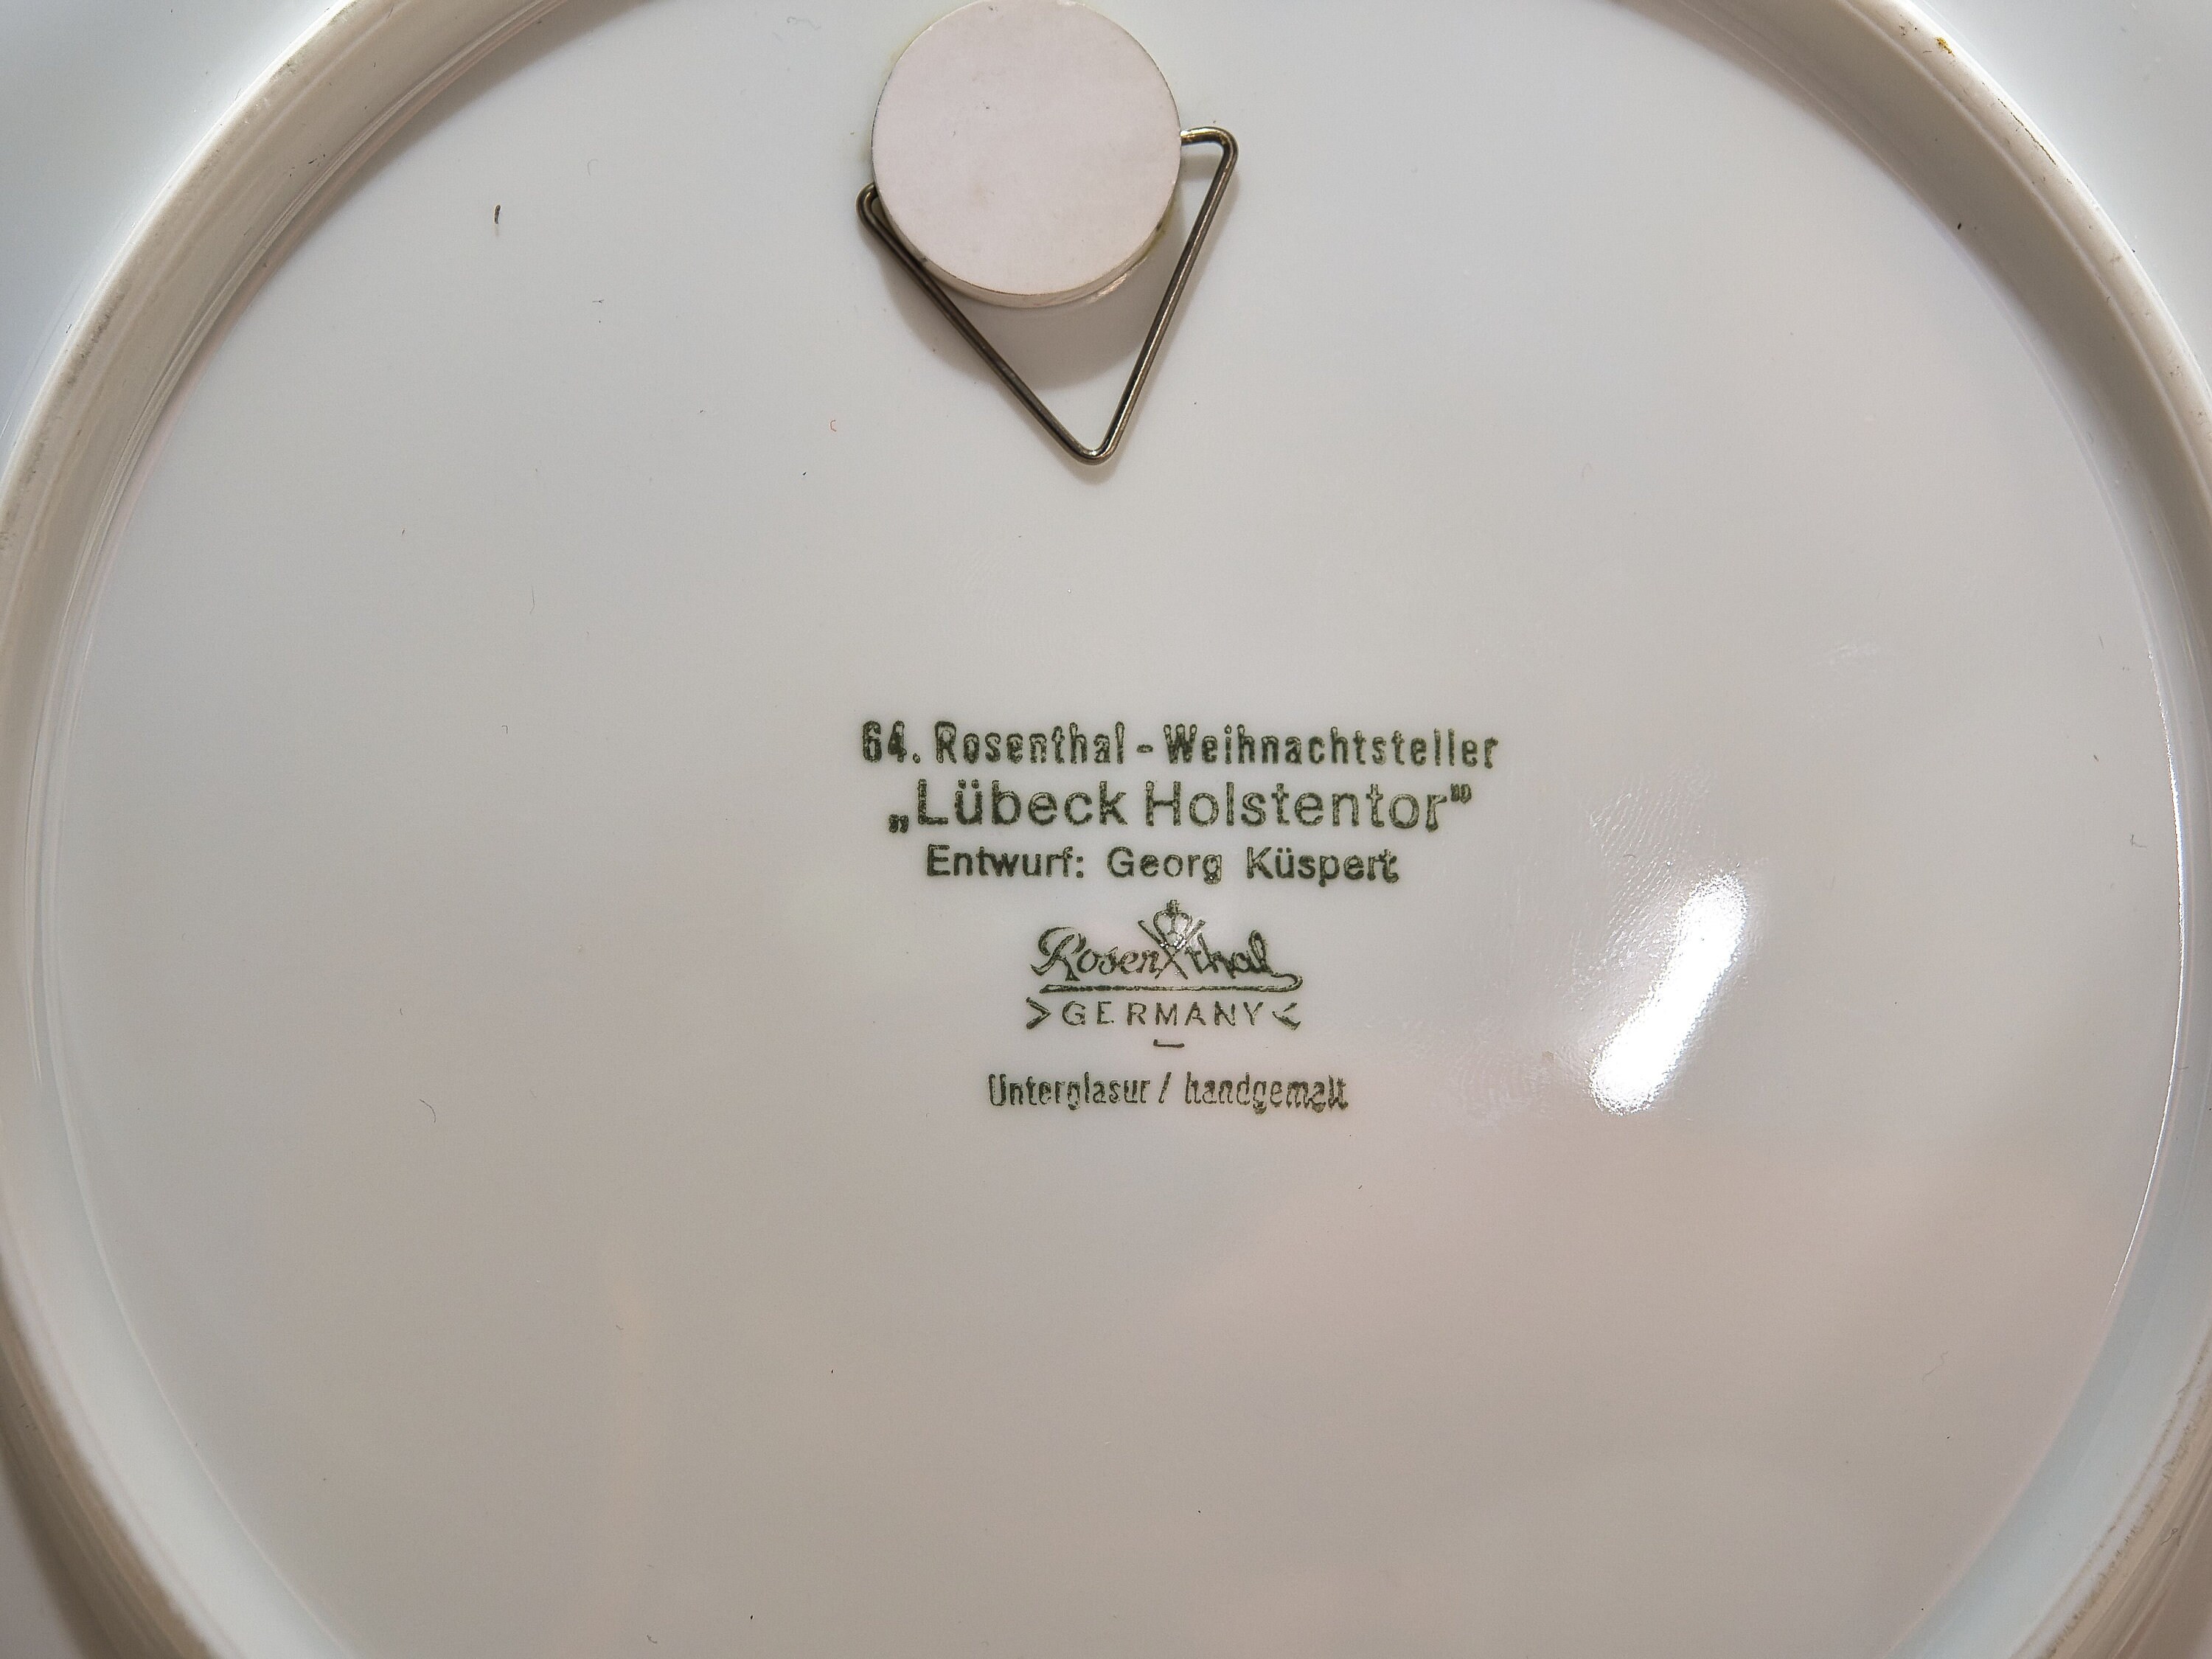 64. Rosenthal - Weihnachtsteller
„Lübeck Holstentor”
Entwurf: Georg Küspert
Rosenthal
>GERMANY<
Unterglasur / handgemalt